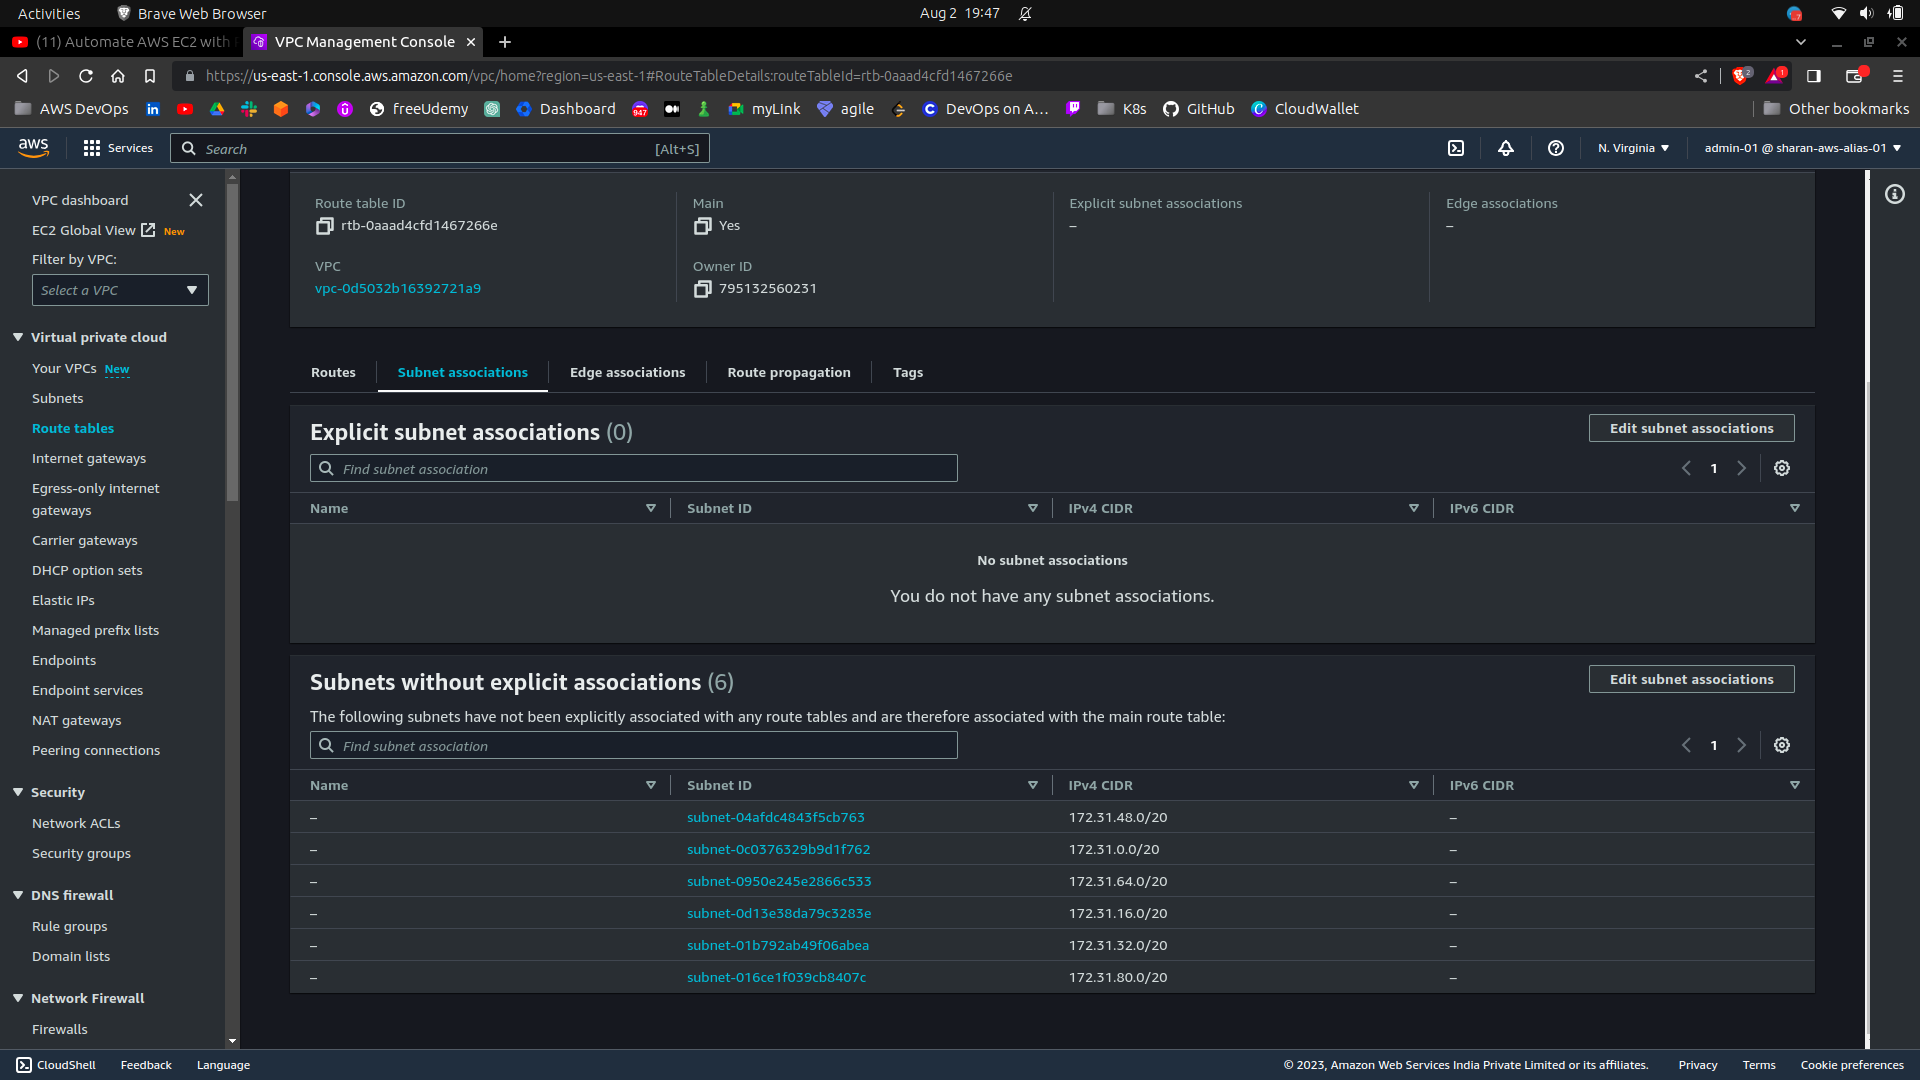 Activities
Brave Web Browser
Aug 2 19:47
(11) Automate AWS EC2 with
VPC Management Console
https://us-east-1.console.aws.amazon.com/vpc/home?region=us-east-1#RouteTableDetails:routeTableId=rtb-0aaad4cfd1467266e
2
1
AWS DevOps
freeUdemy
Dashboard
947
myLink
agile
DevOps on A...
K8s
GitHub
CloudWallet
Other bookmarks
aws
Services
Search
[Alt+S]
N. Virginia
admin-01 @ sharan-aws-alias-01
VPC dashboard
EC2 Global View New
Filter by VPC:
Select a VPC
Virtual private cloud
Your VPCs New
Subnets
Route tables
Internet gateways
Egress-only internet
gateways
Carrier gateways
DHCP option sets
Elastic IPs
Managed prefix lists
Endpoints
Endpoint services
NAT gateways
Peering connections
Security
Network ACLs
Security groups
DNS firewall
Rule groups
Domain lists
Network Firewall
Firewalls
Route table ID
rtb-0aaad4cfd1467266e
Main
Yes
Explicit subnet associations
–
Edge associations
–
VPC
vpc-0d5032b16392721a9
Owner ID
795132560231
Routes
Subnet associations
Edge associations
Route propagation
Tags
Explicit subnet associations (0)
Edit subnet associations
Find subnet association
1
Name Subnet ID IPv4 CIDR IPv6 CIDR
No subnet associations
You do not have any subnet associations.
Subnets without explicit associations (6)
Edit subnet associations
The following subnets have not been explicitly associated with any route tables and are therefore associated with the main route table:
Find subnet association
1
Name Subnet ID IPv4 CIDR IPv6 CIDR
– subnet-04afdc4843f5cb763 172.31.48.0/20 –
– subnet-0c0376329b9d1f762 172.31.0.0/20 –
– subnet-0950e245e2866c533 172.31.64.0/20 –
– subnet-0d13e38da79c3283e 172.31.16.0/20 –
– subnet-01b792ab49f06abea 172.31.32.0/20 –
– subnet-016ce1f039cb8407c 172.31.80.0/20 –
CloudShell
Feedback
Language
© 2023, Amazon Web Services India Private Limited or its affiliates.
Privacy
Terms
Cookie preferences